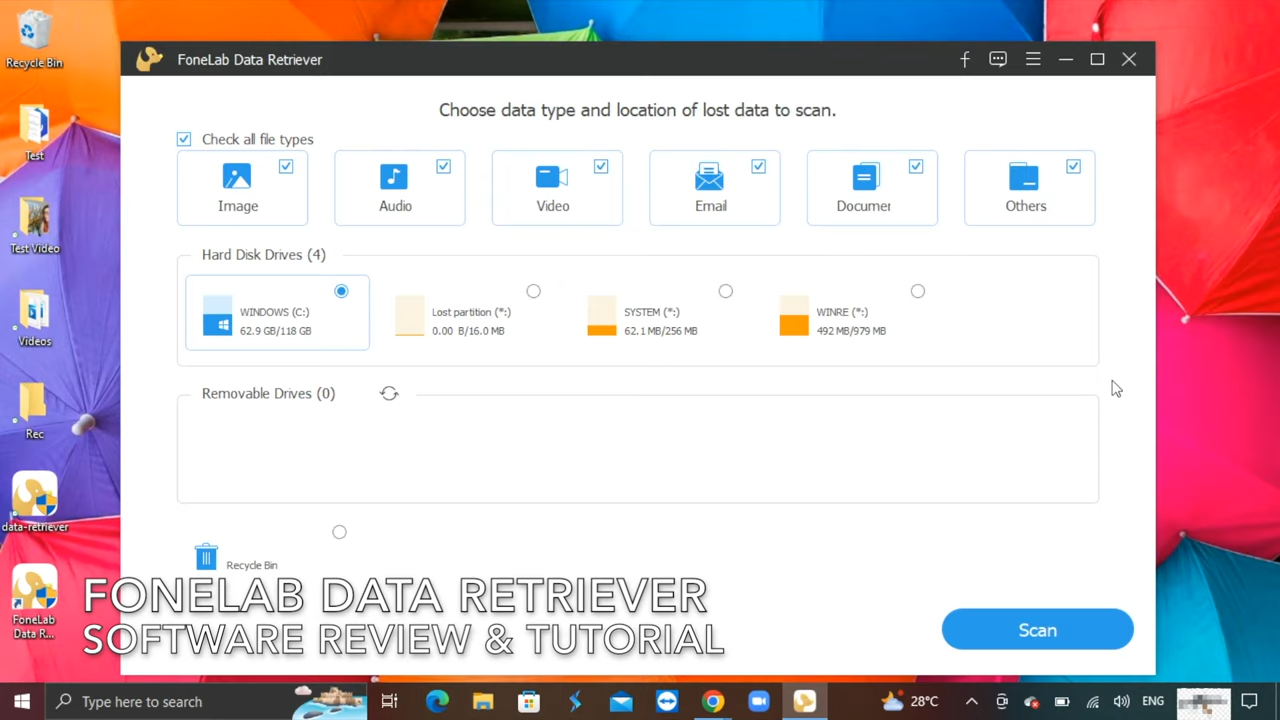 Recycle Bin
Test
Test Video
Videos
Rec
data-retriever
FoneLab
Data R...
FoneLab Data Retriever
Choose data type and location of lost data to scan.
Check all file types
Image
Audio
Video
Email
Documer
Others
Hard Disk Drives (4)
WINDOWS (C:)
62.9 GB/118 GB
Lost partition (*:)
0.00 B/16.0 MB
SYSTEM (*:)
62.1 MB/256 MB
WINRE (*:)
492 MB/979 MB
Removable Drives (0)
Recycle Bin
Scan
FONELAB DATA RETRIEVER
SOFTWARE REVIEW & TUTORIAL
Type here to search
28°C
ENG